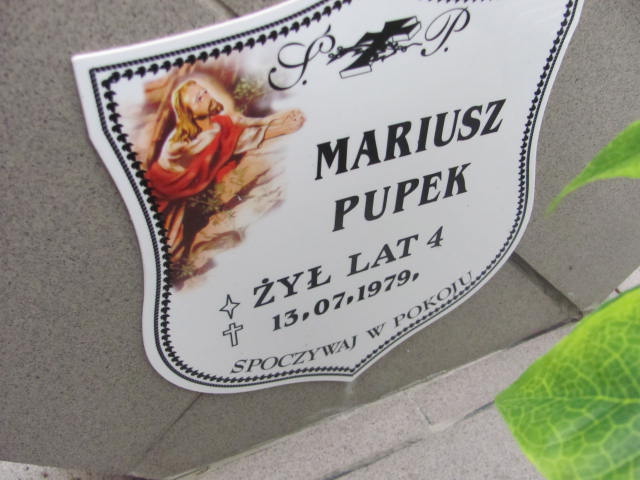 Ś. P.
MARIUSZ
PUPEK
ŻYŁ LAT 4
13.07.1979.
SPOCZYWAJ W POKOJU